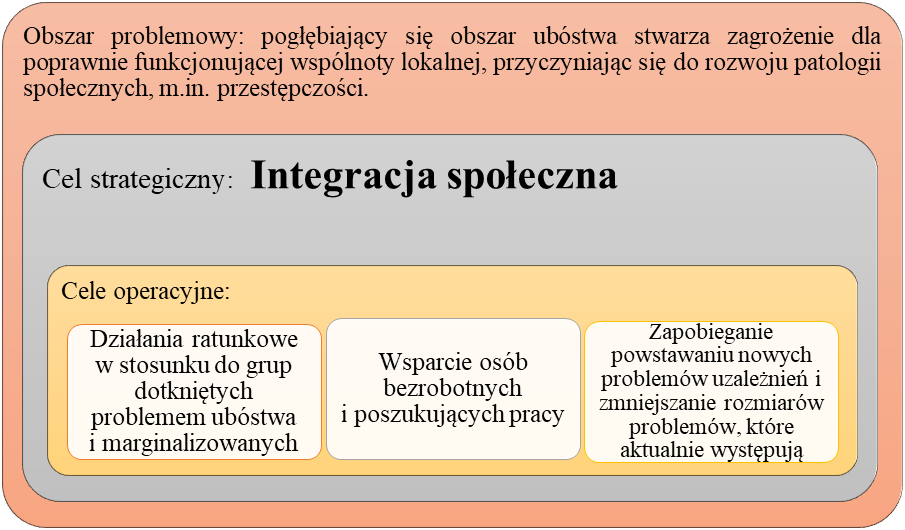 Obszar problemowy: pogłębiający się obszar ubóstwa stwarza zagrożenie dla
poprawnie funkcjonującej wspólnoty lokalnej, przyczyniając się do rozwoju patologii
społecznych, m.in. przestępczości.
Cel strategiczny: Integracja społeczna
Cele operacyjne:
Działania ratunkowe
w stosunku do grup
dotkniętych
problemem ubóstwa
i marginalizowanych
Wsparcie osób
bezrobotnych
i poszukujących pracy
Zapobieganie
powstawaniu nowych
problemów uzależnień i
zmniejszanie rozmiarów
problemów, które
aktualnie występują